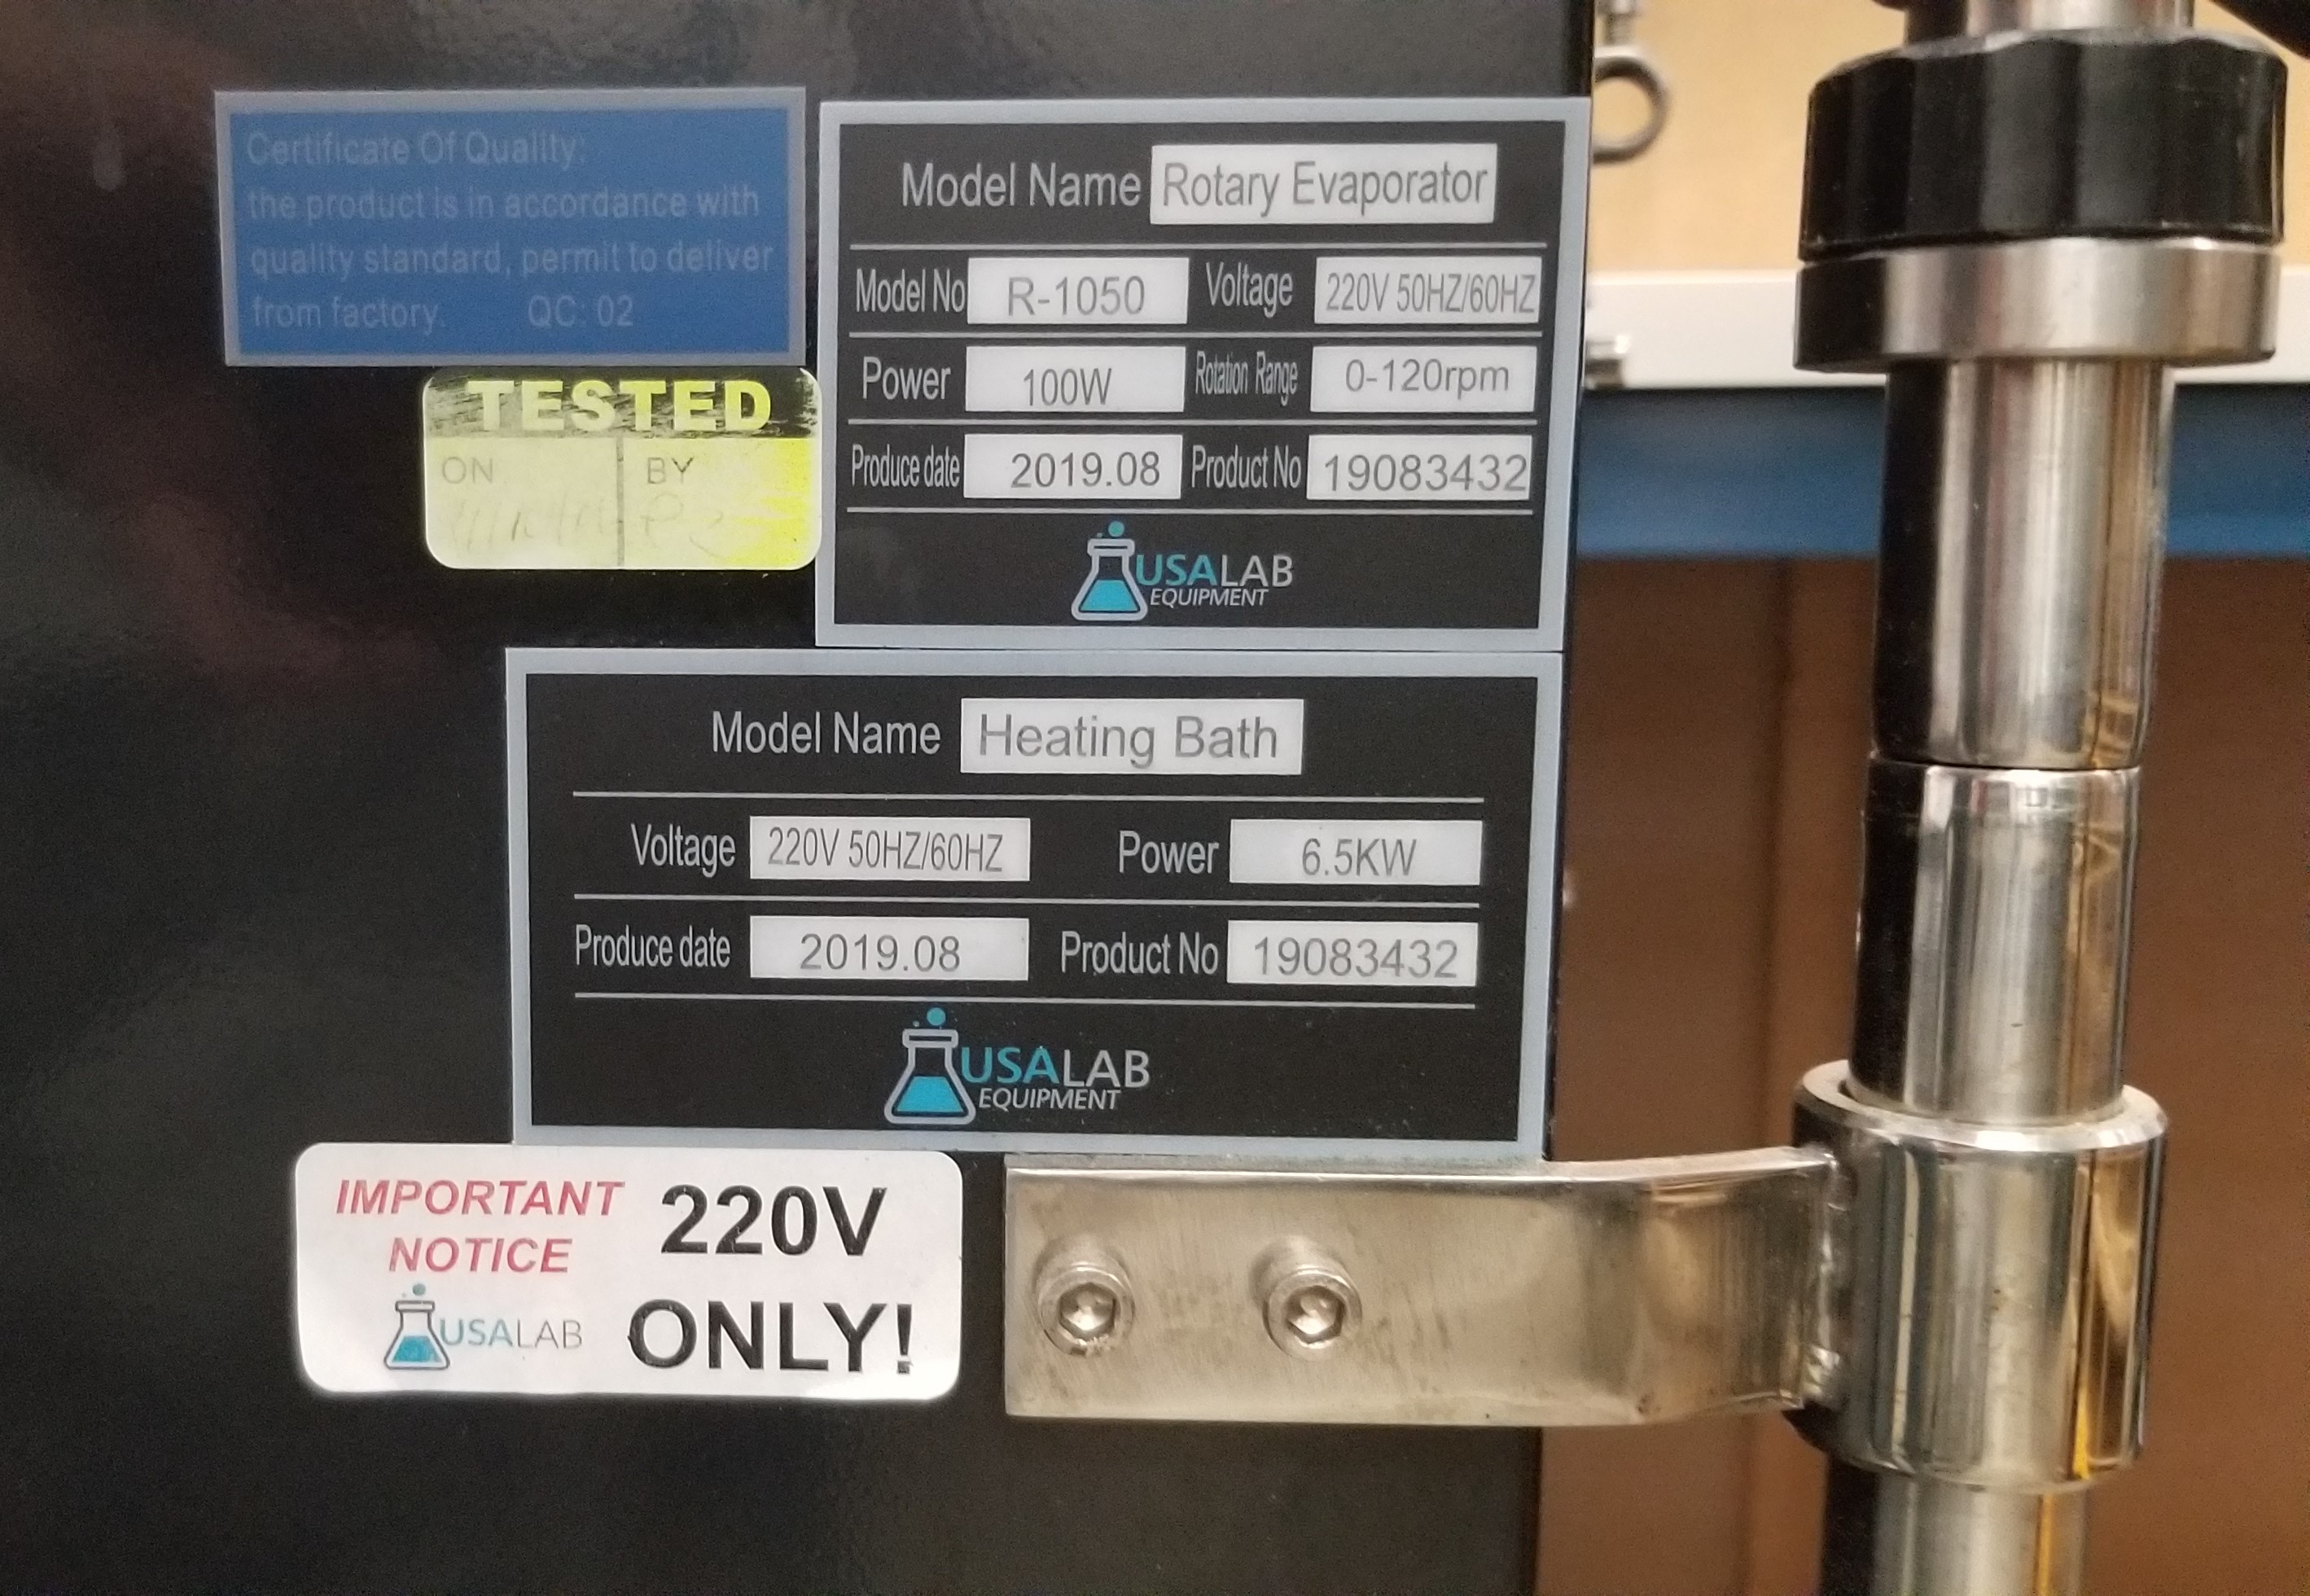 Certificate Of Quality:
the product is in accordance with
quality standard, permit to deliver
from factory. QC: 02
TESTED
ON BY
Model Name Rotary Evaporator
Model No R-1050 Voltage 220V 50HZ/60HZ
Power 100W Rotation Range 0-120rpm
Produce date 2019.08 Product No 19083432
USALAB
EQUIPMENT
Model Name Heating Bath
Voltage 220V 50HZ/60HZ Power 6.5KW
Produce date 2019.08 Product No 19083432
USALAB
EQUIPMENT
IMPORTANT
NOTICE
USALAB
220V
ONLY!